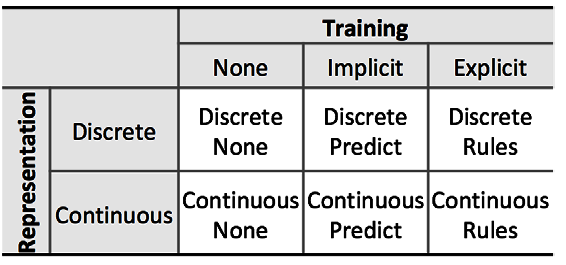 Training
None Implicit Explicit
Representation
Discrete
Discrete Discrete Discrete
None Predict Rules
Continuous
Continuous Continuous Continuous
None Predict Rules